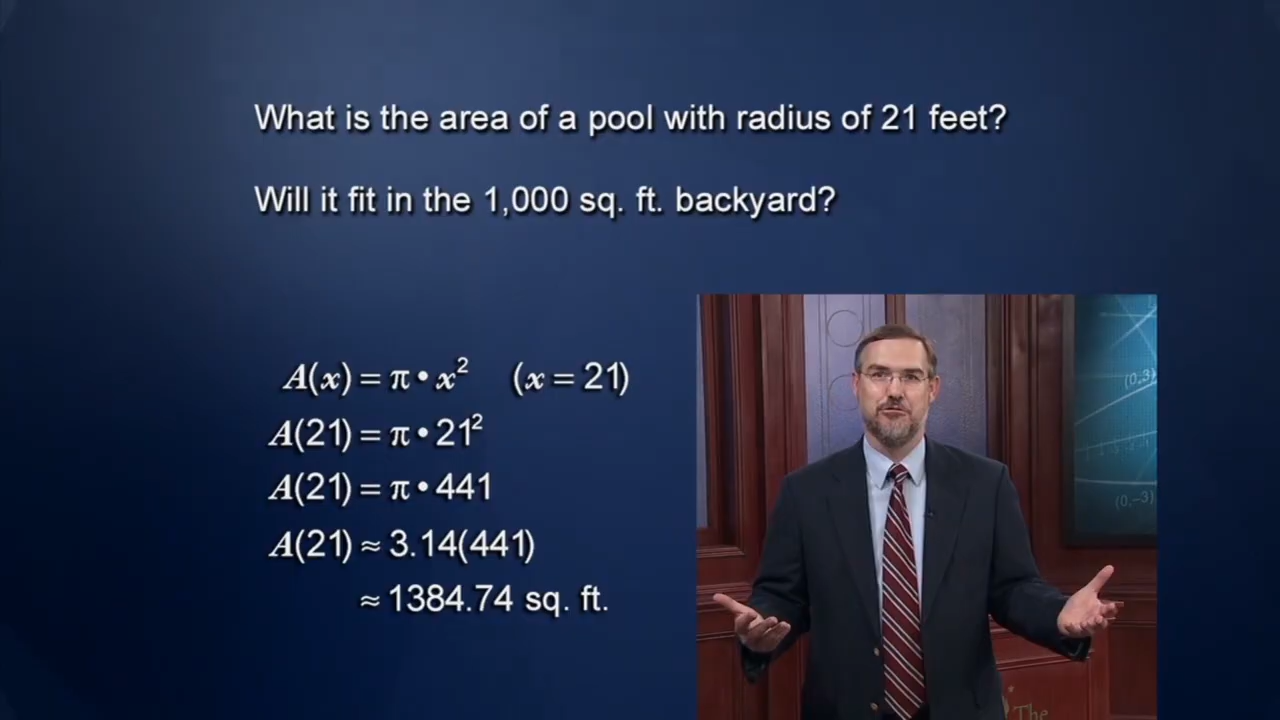 What is the area of a pool with radius of 21 feet?
Will it fit in the 1,000 sq. ft. backyard?
A(x) = π • x² (x = 21)
A(21) = π • 21²
A(21) = π • 441
A(21) ≈ 3.14(441)
≈ 1384.74 sq. ft.
(0,3)
(0,−3)
The